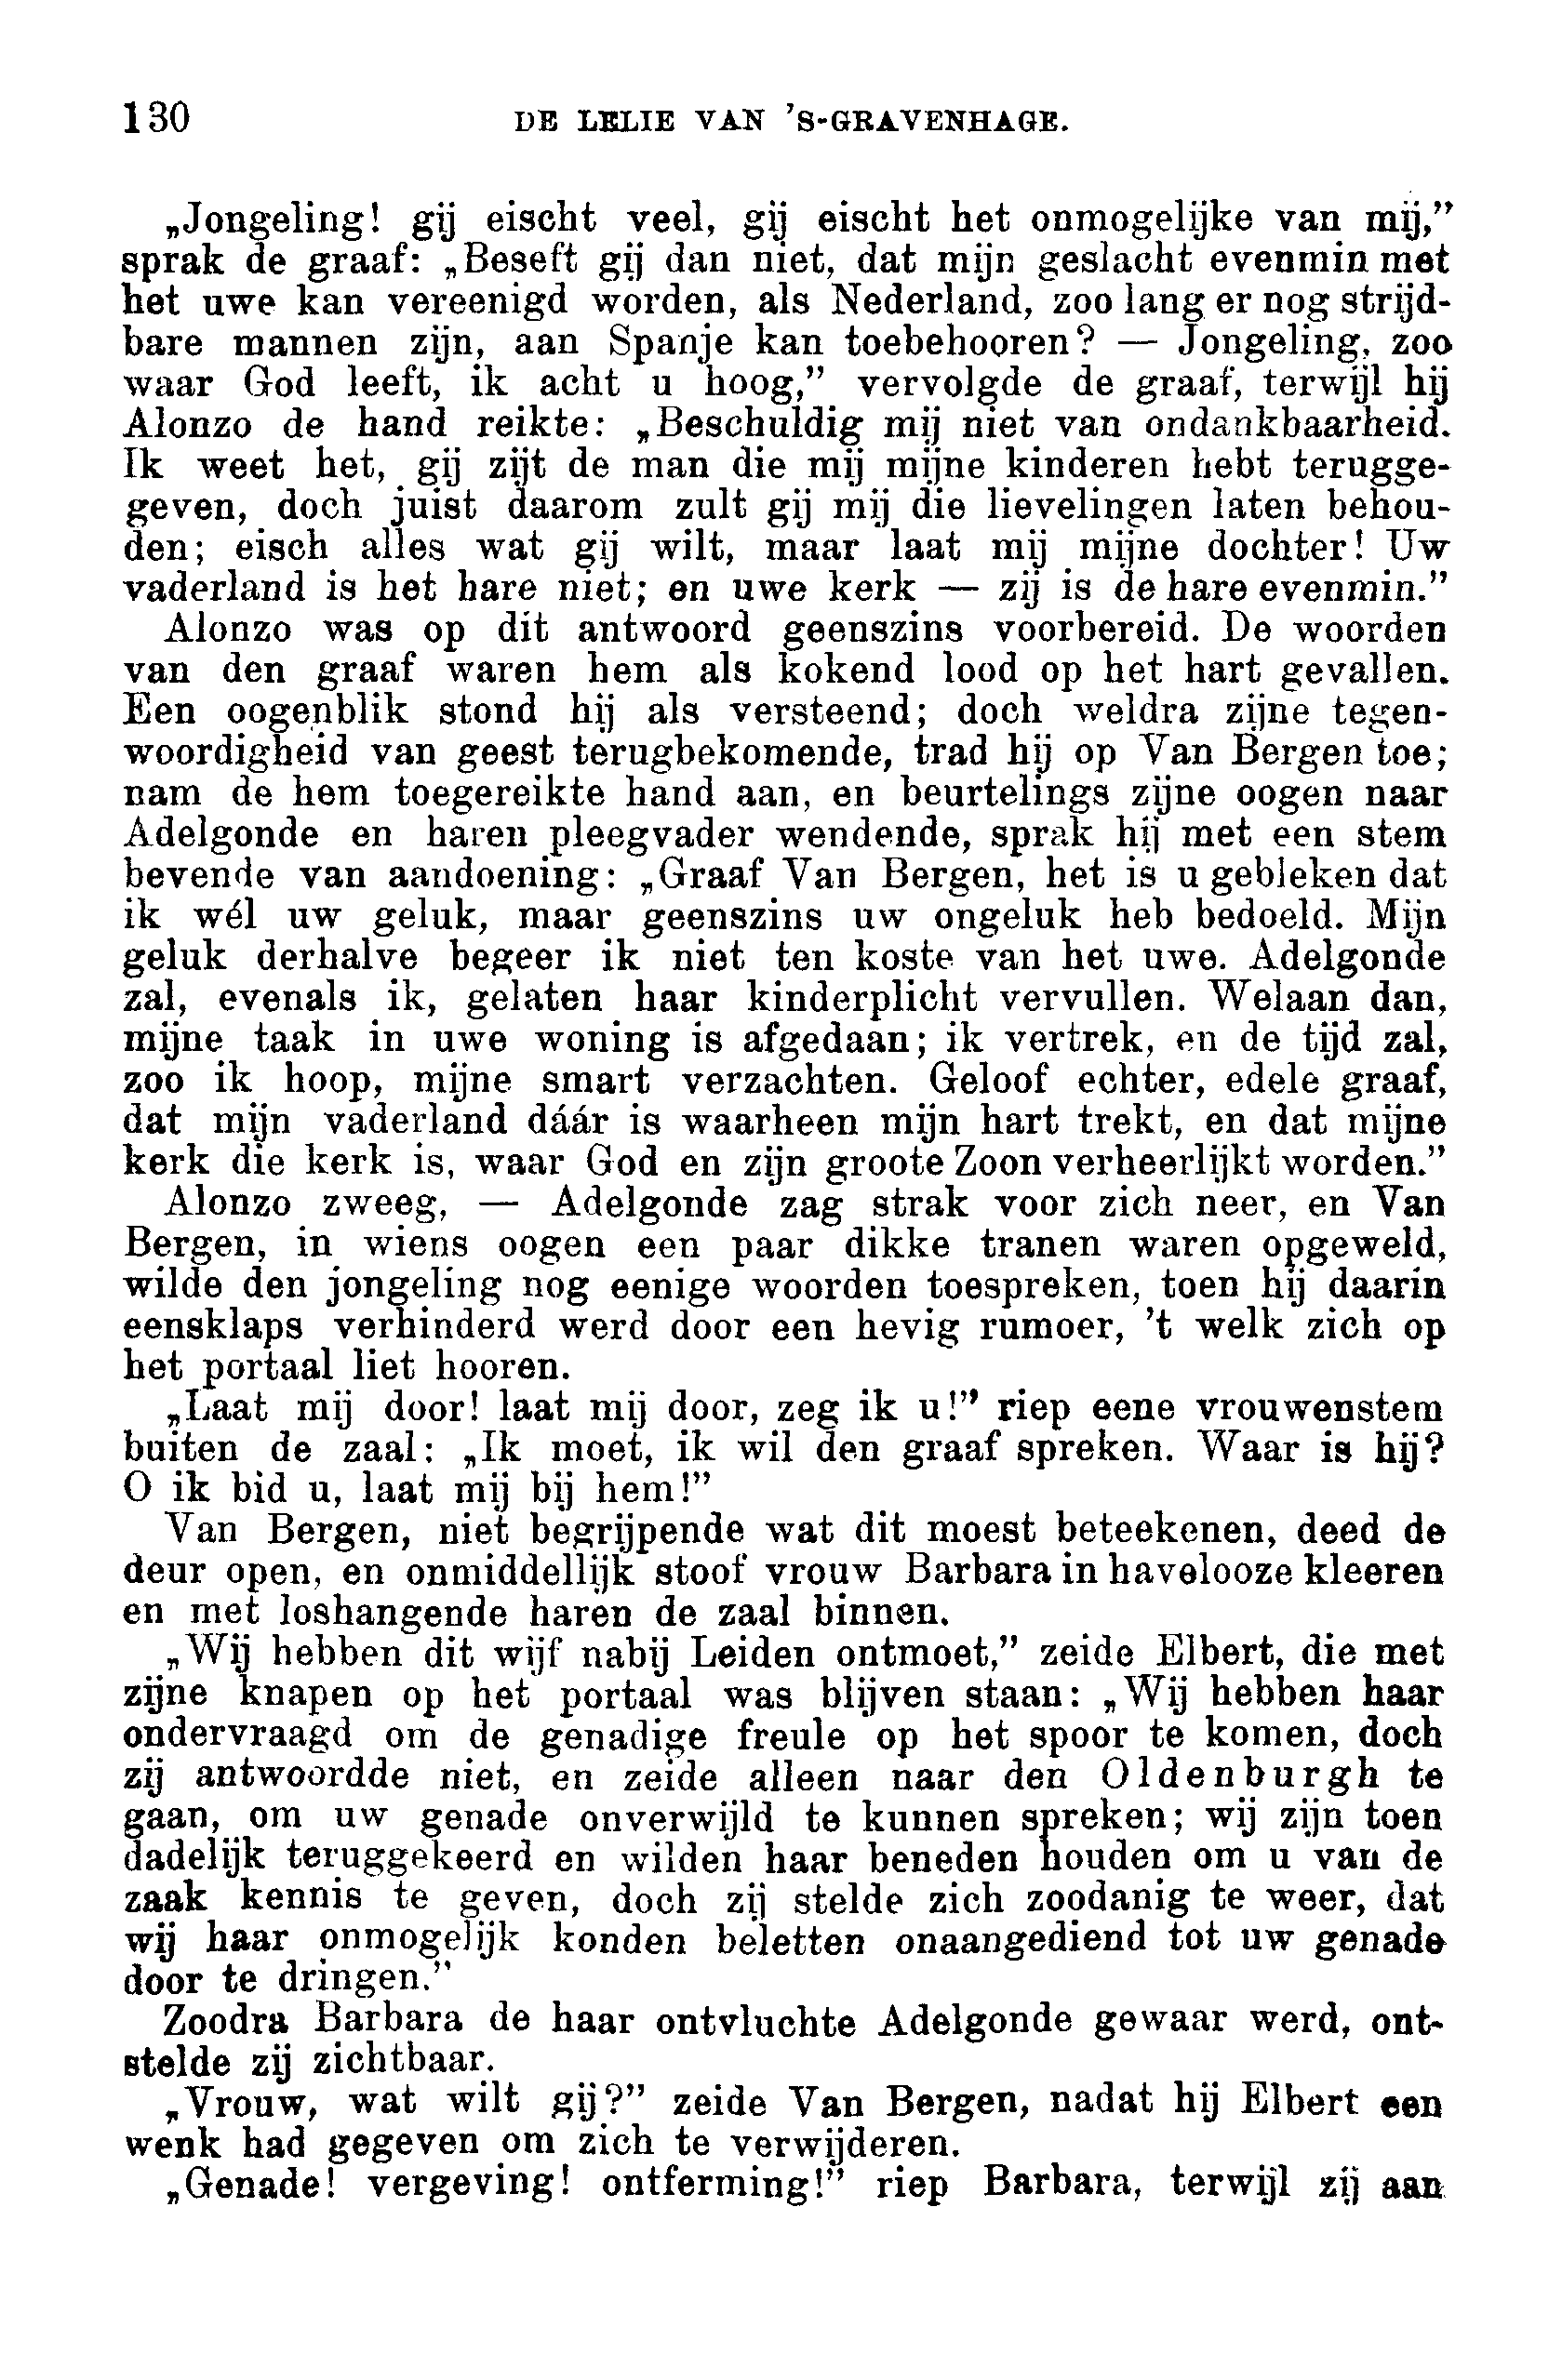 130 DE LELIE VAN 'S-GRAVENHAGE.
„Jongeling! gij eischt veel, gij eischt het onmogelijke van mij,”
sprak de graaf: „Beseft gij dan niet, dat mijn geslacht evenmin met
het uwe kan vereenigd worden, als Nederland, zoo lang er nog strijd-
bare mannen zijn, aan Spanje kan toebehooren? — Jongeling, zoo
waar God leeft, ik acht u hoog,” vervolgde de graaf, terwijl hij
Alonzo de hand reikte: „Beschuldig mij niet van ondankbaarheid.
Ik weet het, gij zijt de man die mij mijne kinderen hebt terugge-
geven, doch juist daarom zult gij mij die lievelingen laten behou-
den; eisch alles wat gij wilt, maar laat mij mijne dochter! Uw
vaderland is het hare niet; en uwe kerk — zij is de hare evenmin.”
Alonzo was op dit antwoord geenszins voorbereid. De woorden
van den graaf waren hem als kokend lood op het hart gevallen.
Een oogenblik stond hij als versteend; doch weldra zijne tegen-
woordigheid van geest terugbekomende, trad hij op Van Bergen toe;
nam de hem toegereikte hand aan, en beurtelings zijne oogen naar
Adelgonde en haren pleegvader wendende, sprak hij met een stem
bevende van aandoening: „Graaf Van Bergen, het is u gebleken dat
ik wél uw geluk, maar geenszins uw ongeluk heb bedoeld. Mijn
geluk derhalve begeer ik niet ten koste van het uwe. Adelgonde
zal, evenals ik, gelaten haar kinderplicht vervullen. Welaan dan,
mijne taak in uwe woning is afgedaan; ik vertrek, en de tijd zal,
zoo ik hoop, mijne smart verzachten. Geloof echter, edele graaf,
dat mijn vaderland dáár is waarheen mijn hart trekt, en dat mijne
kerk die kerk is, waar God en zijn groote Zoon verheerlijkt worden.”
Alonzo zweeg, — Adelgonde zag strak voor zich neer, en Van
Bergen, in wiens oogen een paar dikke tranen waren opgeweld,
wilde den jongeling nog eenige woorden toespreken, toen hij daarin
eensklaps verhinderd werd door een hevig rumoer, 't welk zich op
het portaal liet hooren.
„Laat mij door! laat mij door, zeg ik u!” riep eene vrouwenstem
buiten de zaal: „Ik moet, ik wil den graaf spreken. Waar is hij?
O ik bid u, laat mij bij hem!”
Van Bergen, niet begrijpende wat dit moest beteekenen, deed de
deur open, en onmiddellijk stoof vrouw Barbara in havelooze kleeren
en met loshangende haren de zaal binnen.
„Wij hebben dit wijf nabij Leiden ontmoet,” zeide Elbert, die met
zijne knapen op het portaal was blijven staan: „Wij hebben haar
ondervraagd om de genadige freule op het spoor te komen, doch
zij antwoordde niet, en zeide alleen naar den Oldenburgh te
gaan, om uw genade onverwijld te kunnen spreken; wij zijn toen
dadelijk teruggekeerd en wilden haar beneden houden om u van de
zaak kennis te geven, doch zij stelde zich zoodanig te weer, dat
wij haar onmogelijk konden beletten onaangediend tot uw genade
door te dringen.”
Zoodra Barbara de haar ontvluchte Adelgonde gewaar werd, ont-
stelde zij zichtbaar.
„Vrouw, wat wilt gij?” zeide Van Bergen, nadat hij Elbert een
wenk had gegeven om zich te verwijderen.
„Genade! vergeving! ontferming!” riep Barbara, terwijl zij aan